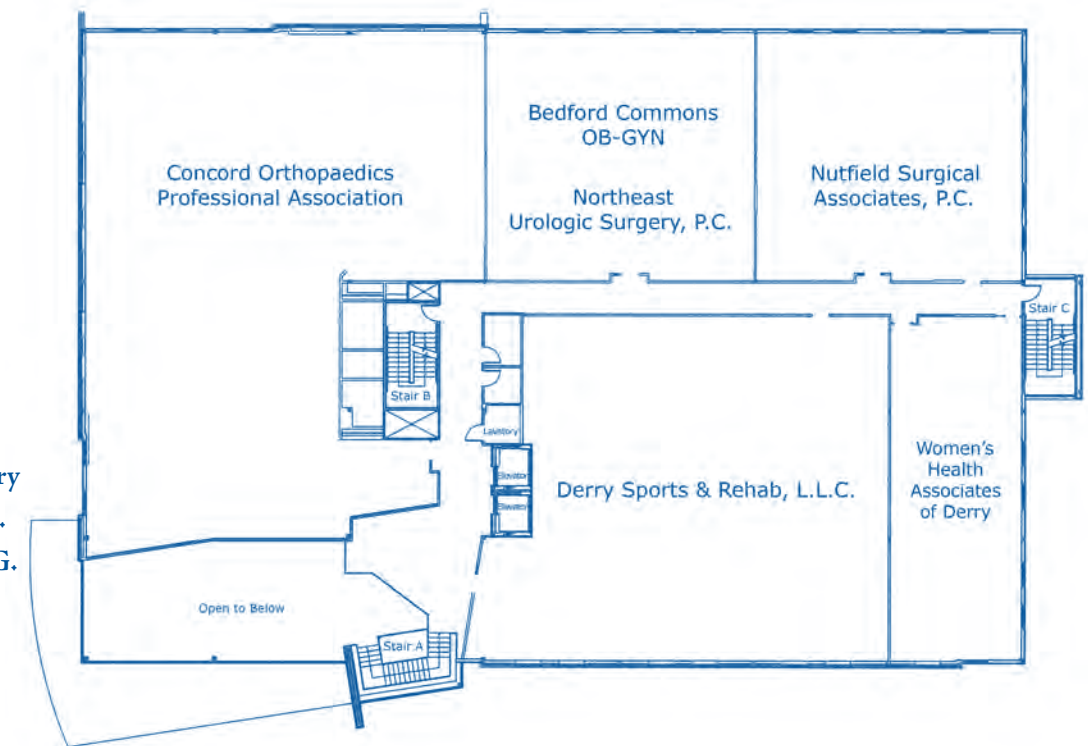 Bedford Commons
OB-GYN
Northeast
Urologic Surgery, P.C.
Concord Orthopaedics
Professional Association
Nutfield Surgical
Associates, P.C.
Stair C
Stair B
Lavatory
Elevator
Elevator
Derry Sports & Rehab, L.L.C.
Women's
Health
Associates
of Derry
ry
.
G.
Open to Below
Stair A